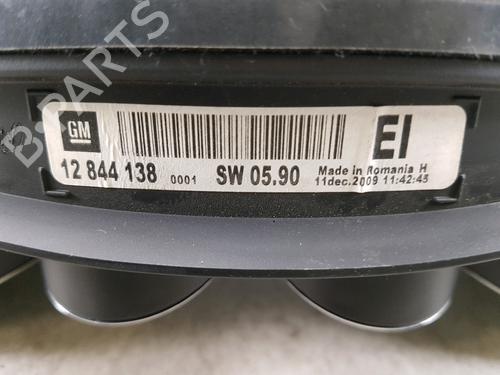 B-PARTS
GM
EI
12 844 138 0001 SW 05.90
Made in Romania H
11dec.2009 11:42:45